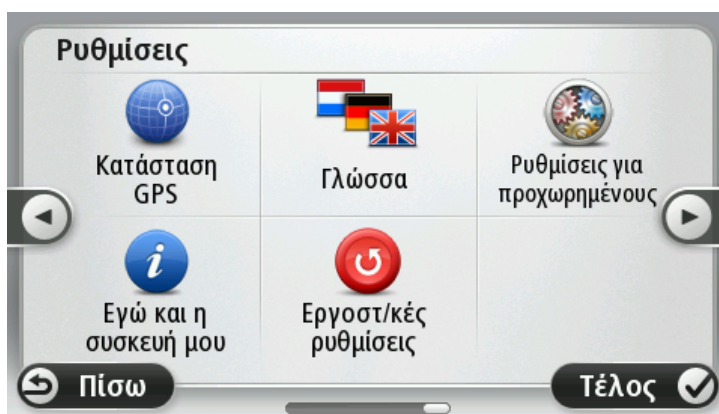 Ρυθμίσεις
Κατάσταση
GPS
Γλώσσα
Ρυθμίσεις για
προχωρημένους
Εγώ και η
συσκευή μου
Εργοστ/κές
ρυθμίσεις
Πίσω
Τέλος